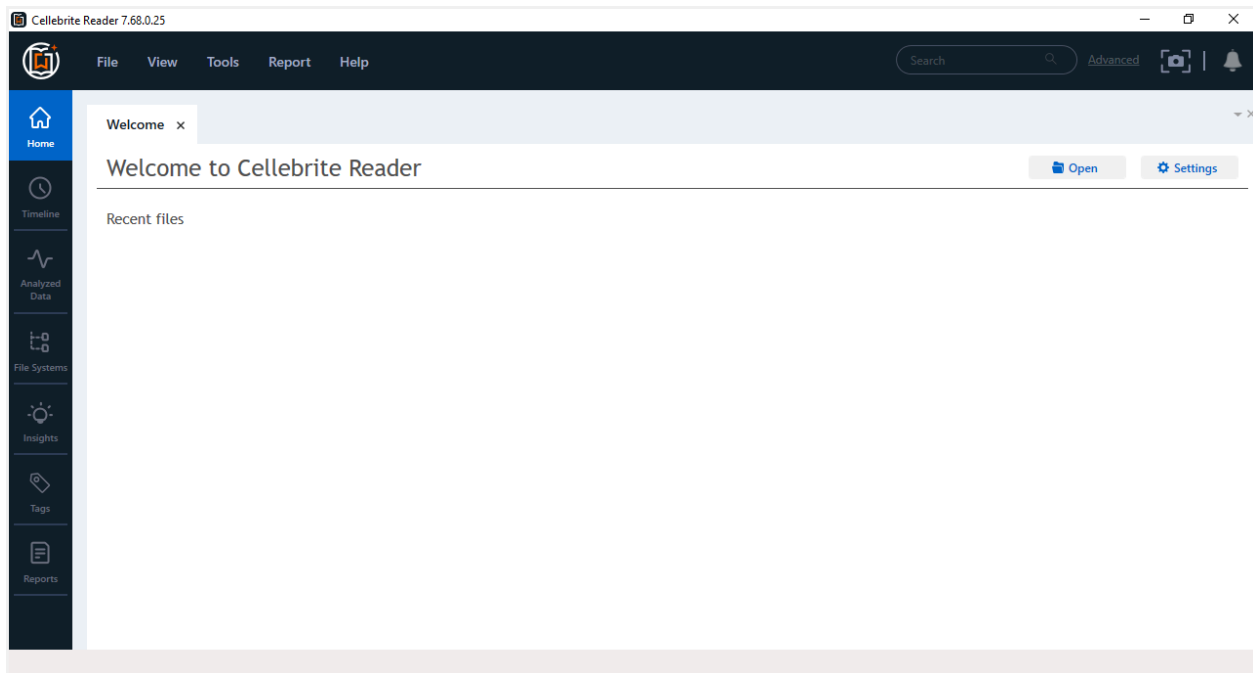 Cellebrite Reader 7.68.0.25
File View Tools Report Help Search Advanced
Home
Timeline
Analyzed
Data
File Systems
Insights
Tags
Reports
Welcome
Welcome to Cellebrite Reader
Open Settings
Recent files